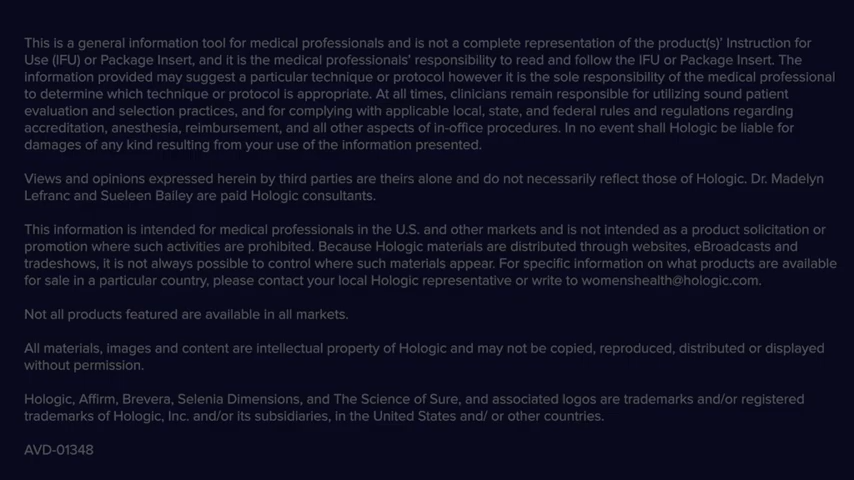 This is a general information tool for medical professionals and is not a complete representation of the product(s)’ Instruction for
Use (IFU) or Package Insert, and it is the medical professionals’ responsibility to read and follow the IFU or Package Insert. The
information provided may suggest a particular technique or protocol however it is the sole responsibility of the medical professional
to determine which technique or protocol is appropriate. At all times, clinicians remain responsible for utilizing sound patient
evaluation and selection practices, and for complying with applicable local, state, and federal rules and regulations regarding
accreditation, anesthesia, reimbursement, and all other aspects of in-office procedures. In no event shall Hologic be liable for
damages of any kind resulting from your use of the information presented.
Views and opinions expressed herein by third parties are theirs alone and do not necessarily reflect those of Hologic. Dr. Madelyn
Lefranc and Sueleen Bailey are paid Hologic consultants.
This information is intended for medical professionals in the U.S. and other markets and is not intended as a product solicitation or
promotion where such activities are prohibited. Because Hologic materials are distributed through websites, eBroadcasts and
tradeshows, it is not always possible to control where such materials appear. For specific information on what products are available
for sale in a particular country, please contact your local Hologic representative or write to womenshealth@hologic.com.
Not all products featured are available in all markets.
All materials, images and content are intellectual property of Hologic and may not be copied, reproduced, distributed or displayed
without permission.
Hologic, Affirm, Brevera, Selenia Dimensions, and The Science of Sure, and associated logos are trademarks and/or registered
trademarks of Hologic, Inc. and/or its subsidiaries, in the United States and/ or other countries.
AVD-01348